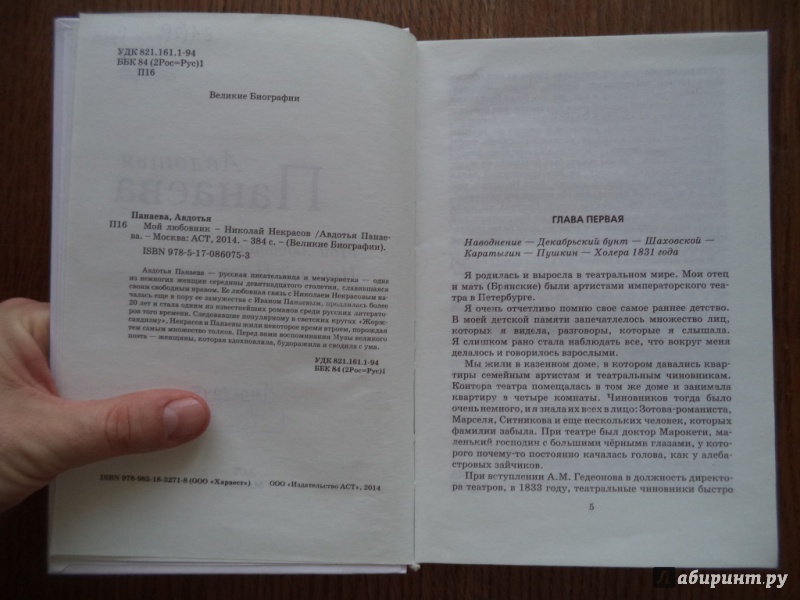 УДК 821.161.1-94
ББК 84 (2Рос=Рус)1
П16
Великие Биографии
Авдотья
Панаева
Панаева, Авдотья
П16 Мой любовник – Николай Некрасов /Авдотья Панае-
ва. – Москва: АСТ, 2014. – 384 с. – (Великие Биографии).
ISBN 978-5-17-086075-3
Авдотья Панаева — русская писательница и мемуаристка — одна
из немногих женщин середины девятнадцатого столетия, славившаяся
своим свободным нравом. Ее любовная связь с Николаем Некрасовым на-
чалась еще в пору ее замужества с Иваном Панаевым, продлилась более
20 лет и стала одним из известнейших романов среди русских литерато-
ров того времени. Следовавшие популярному в светских кругах «Жорж-
сандизму», Некрасов и Панаевы жили некоторое время втроем, порождая
тем самым множество толков. Перед вами воспоминания Музы великого
поэта — женщины, которая вдохновляла, будоражила и сводила с ума.
УДК 821.161.1-94
ББК 84 (2Рос=Рус)1
ISBN 978-985-18-3271-8 (ООО «Харвест») ООО «Издательство АСТ», 2014
ГЛАВА ПЕРВАЯ
Наводнение — Декабрьский бунт — Шаховской —
Каратыгин — Пушкин — Холера 1831 года
Я родилась и выросла в театральном мире. Мои отец
и мать (Брянские) были артистами императорского теа-
тра в Петербурге.
Я очень отчетливо помню свое самое раннее детство.
В моей детской памяти запечатлелось множество лиц,
которых я видела, разговоры, которые я слышала.
Я слишком рано стала наблюдать все, что вокруг меня
делалось и говорилось взрослыми.
Мы жили в казенном доме, в котором давались квар-
тиры семейным артистам и театральным чиновникам.
Контора театра помещалась в том же доме и занимала
квартиру в четыре комнаты. Чиновников тогда было
очень немного, и я знала их всех в лицо: Зотова-романиста,
Марселя, Ситникова и еще нескольких человек, которых
фамилии забыла. При театре был доктор Марокети, ма-
ленький господин с большими чёрными глазами, у кото-
рого почему-то постоянно качалась голова, как у алеба-
стровых зайчиков.
При вступлении А.М. Гедеонова в должность директо-
ра театров, в 1833 году, театральные чиновники быстро
5
Лабиринт.ру